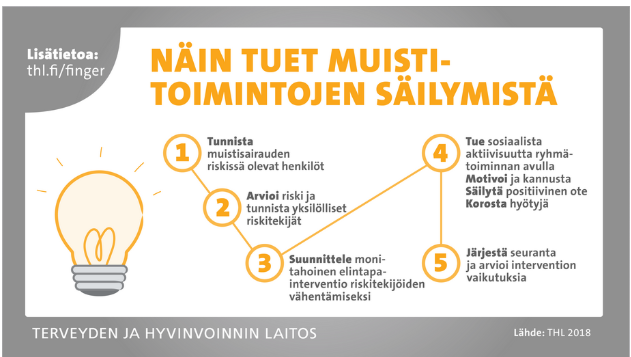 Lisätietoa:
thl.fi/finger
NÄIN TUET MUISTI-
TOIMINTOJEN SÄILYMISTÄ
1
Tunnista
muistisairauden
riskissä olevat henkilöt
2
Arvioi riski ja
tunnista yksilölliset
riskitekijät
3
Suunnittele moni-
tahoinen elintapa-
interventio riskitekijöiden
vähentämiseksi
4
Tue sosiaalista
aktiivisuutta ryhmä-
toiminnan avulla
Motivoi ja kannusta
Säilytä positiivinen ote
Korosta hyötyjä
5
Järjestä seuranta
ja arvioi intervention
vaikutuksia
TERVEYDEN JA HYVINVOINNIN LAITOS
Lähde: THL 2018